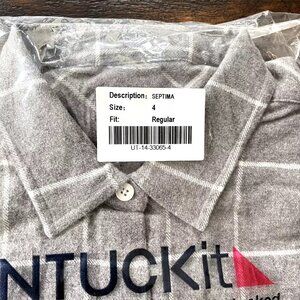 Description: SEPTIMA
Size: 4
Fit: Regular
UT-14-33065-4
NTUCKit